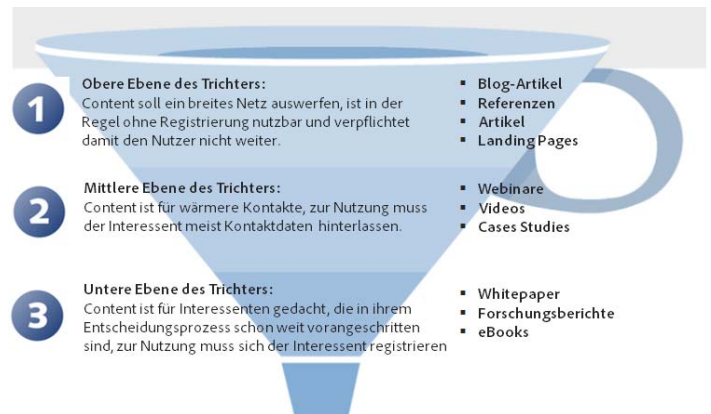 1
Obere Ebene des Trichters:
Content soll ein breites Netz auswerfen, ist in der
Regel ohne Registrierung nutzbar und verpflichtet
damit den Nutzer nicht weiter.
▪ Blog-Artikel
▪ Referenzen
▪ Artikel
▪ Landing Pages
2
Mittlere Ebene des Trichters:
Content ist für wärmere Kontakte, zur Nutzung muss
der Interessent meist Kontaktdaten hinterlassen.
▪ Webinare
▪ Videos
▪ Cases Studies
3
Untere Ebene des Trichters:
Content ist für Interessenten gedacht, die in ihrem
Entscheidungsprozess schon weit vorangeschritten
sind, zur Nutzung muss sich der Interessent registrieren
▪ Whitepaper
▪ Forschungsberichte
▪ eBooks